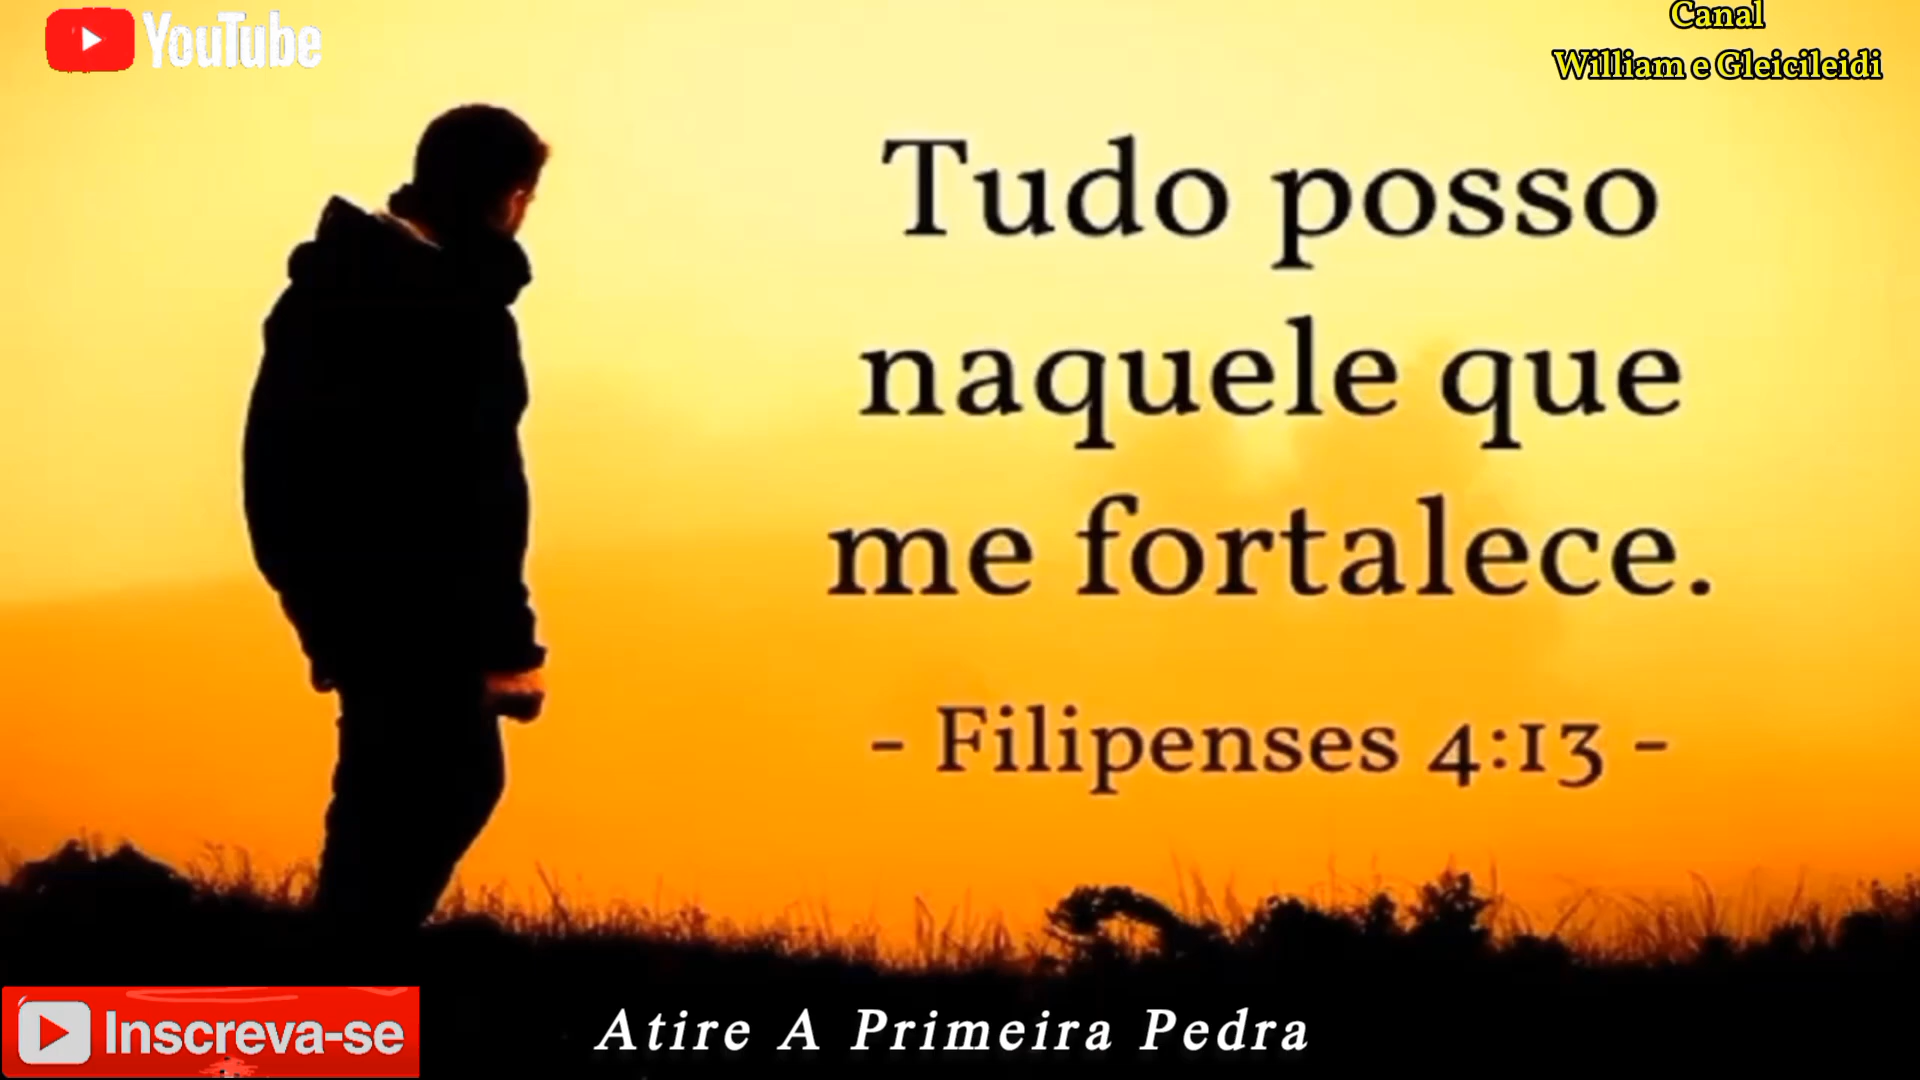 YouTube
Canal
William e Gleicileidi
Tudo posso
naquele que
me fortalece.
- Filipenses 4:13 -
Inscreva-se
Atire A Primeira Pedra